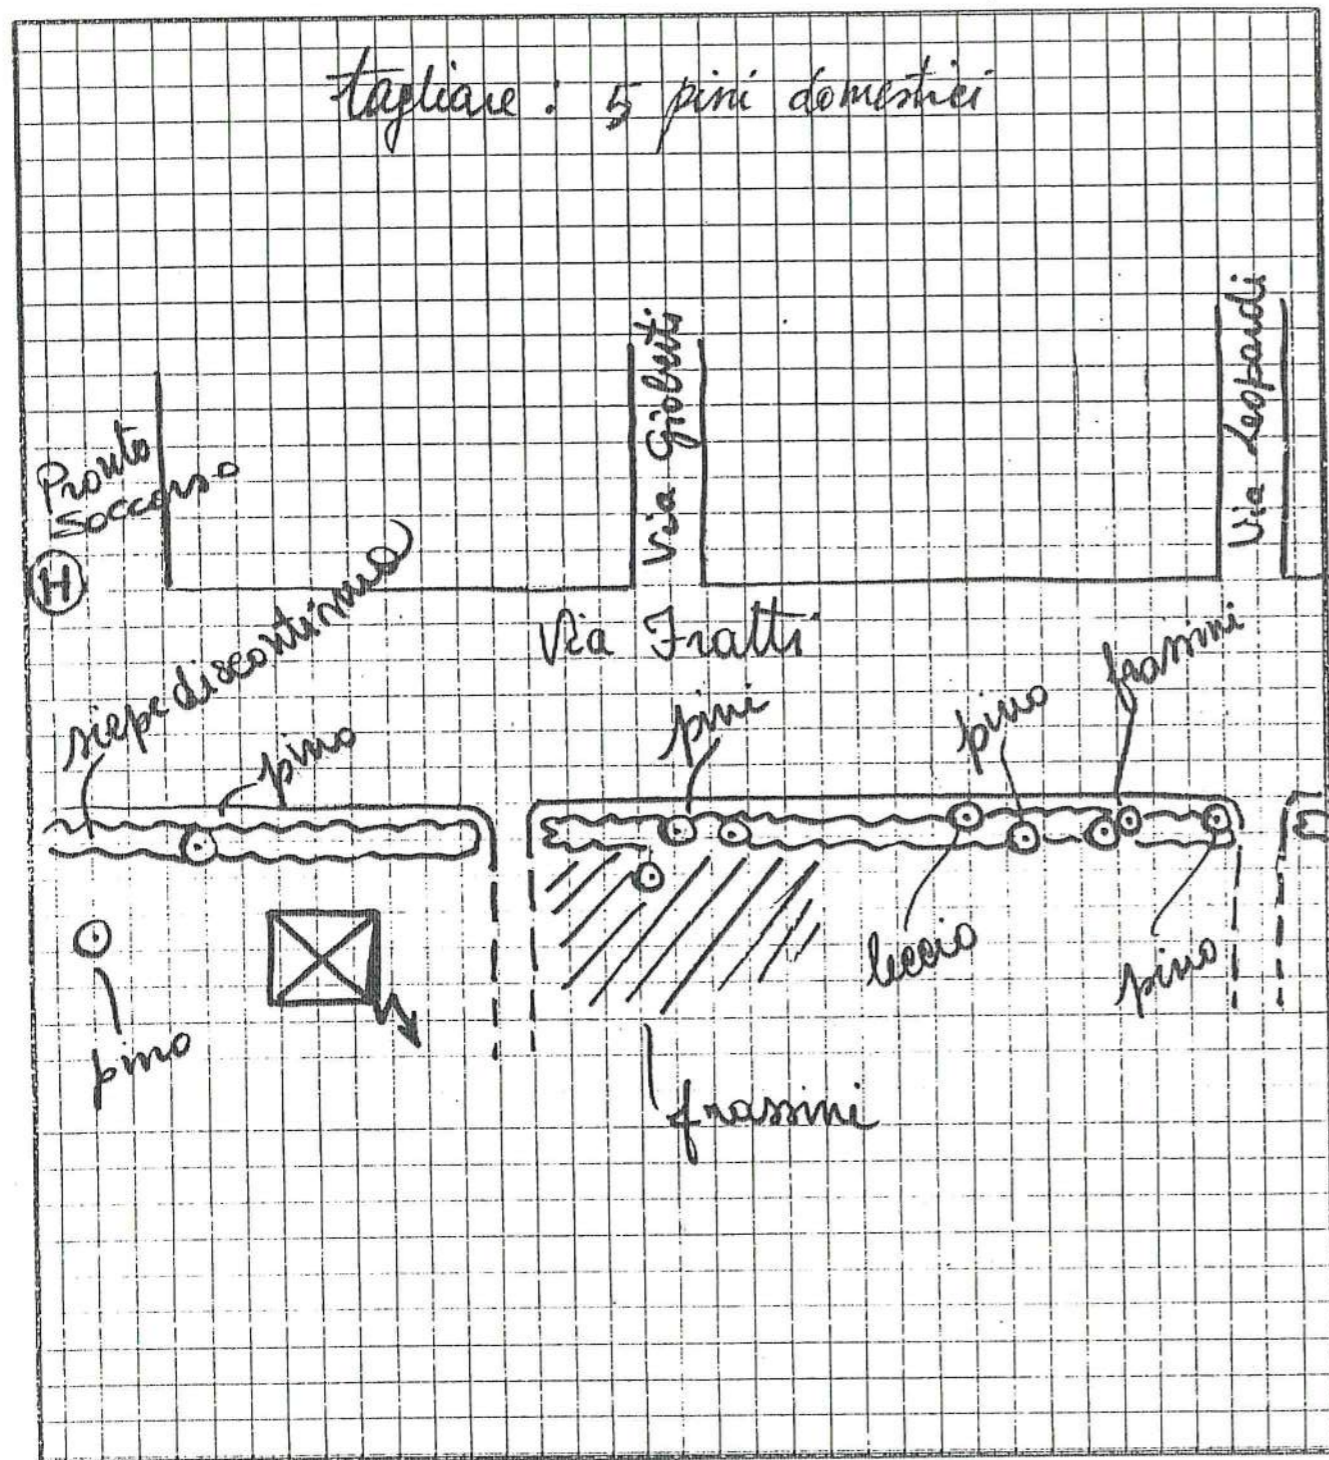 tagliare : 5 pini domestici
Via Gioberti
Via Leopardi
Pronto
Soccorso
H
siepe discontinua
Via Fratti
pino
pini
pino
frassini
leccio
pino
pino
frassini